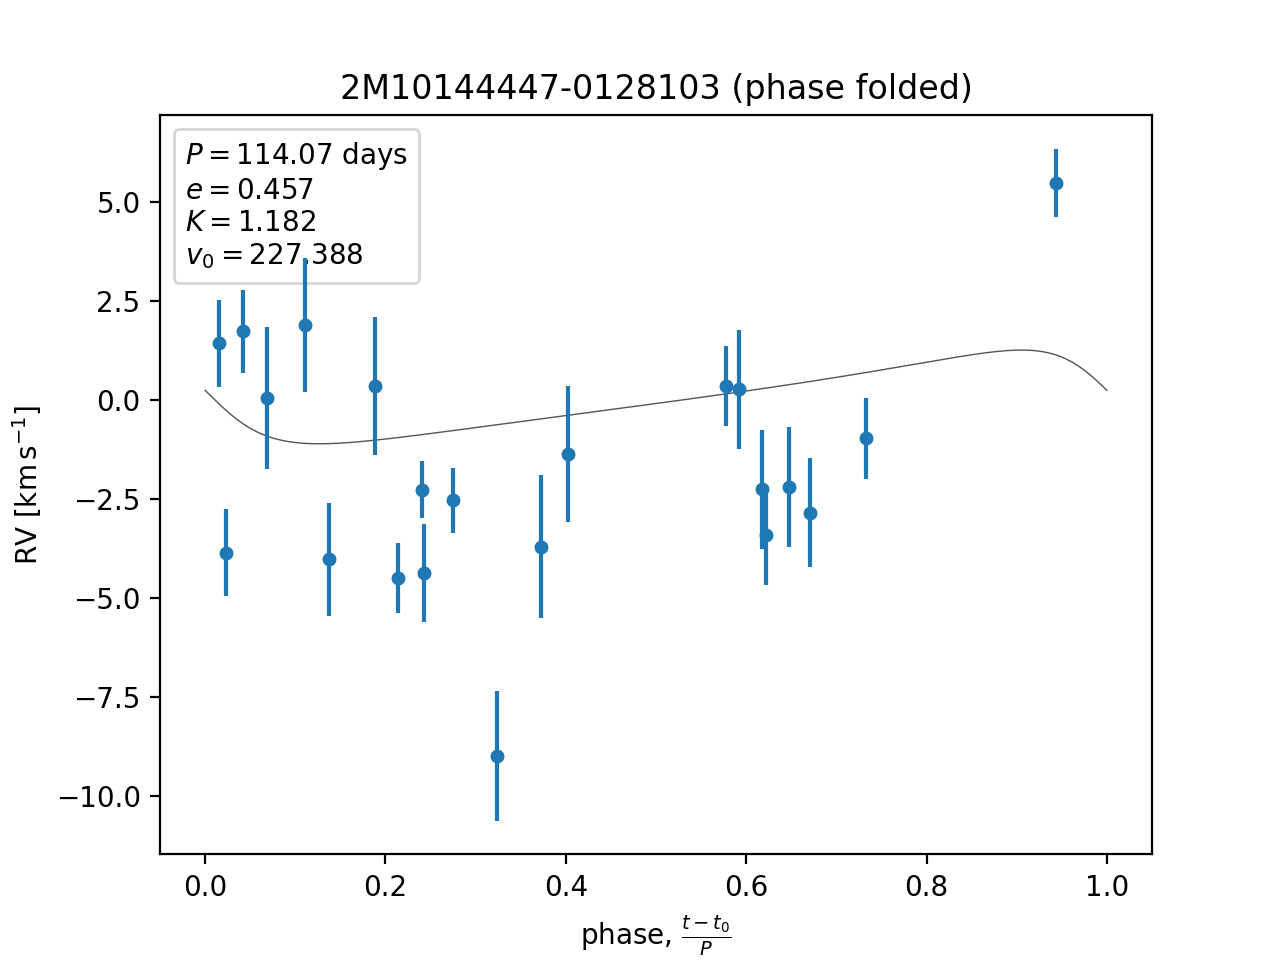 2M10144447-0128103 (phase folded)
P = 114.07 days
e = 0.457
K = 1.182
v₀ = 227.388
5.0
2.5
0.0
−2.5
−5.0
−7.5
−10.0
RV [km s⁻¹]
0.0 0.2 0.4 0.6 0.8 1.0
phase, (t − t₀)/P